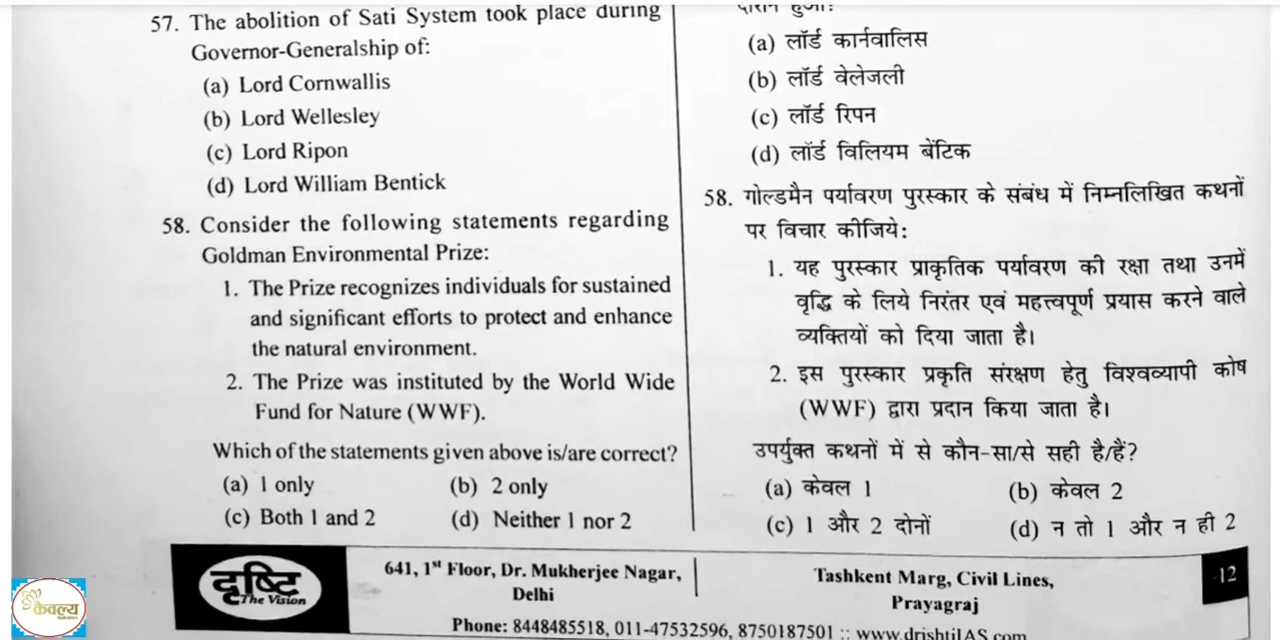 57. The abolition of Sati System took place during
Governor-Generalship of:
(a) Lord Cornwallis
(b) Lord Wellesley
(c) Lord Ripon
(d) Lord William Bentick
58. Consider the following statements regarding
Goldman Environmental Prize:
1. The Prize recognizes individuals for sustained
and significant efforts to protect and enhance
the natural environment.
2. The Prize was instituted by the World Wide
Fund for Nature (WWF).
Which of the statements given above is/are correct?
(a) 1 only (b) 2 only
(c) Both 1 and 2 (d) Neither 1 nor 2
(a) लॉर्ड कार्नवालिस
(b) लॉर्ड वेलेजली
(c) लॉर्ड रिपन
(d) लॉर्ड विलियम बेंटिक
58. गोल्डमैन पर्यावरण पुरस्कार के संबंध में निम्नलिखित कथनों
पर विचार कीजिये:
1. यह पुरस्कार प्राकृतिक पर्यावरण की रक्षा तथा उनमें
वृद्धि के लिये निरंतर एवं महत्त्वपूर्ण प्रयास करने वाले
व्यक्तियों को दिया जाता है।
2. इस पुरस्कार प्रकृति संरक्षण हेतु विश्वव्यापी कोष
(WWF) द्वारा प्रदान किया जाता है।
उपर्युक्त कथनों में से कौन-सा/से सही है/हैं?
(a) केवल 1 (b) केवल 2
(c) 1 और 2 दोनों (d) न तो 1 और न ही 2
दृष्टि
The Vision
641, 1st Floor, Dr. Mukherjee Nagar,
Delhi
Tashkent Marg, Civil Lines,
Prayagraj
12
Phone: 8448485518, 011-47532596, 8750187501 :: www.drishtiIAS.com
कैवल्य